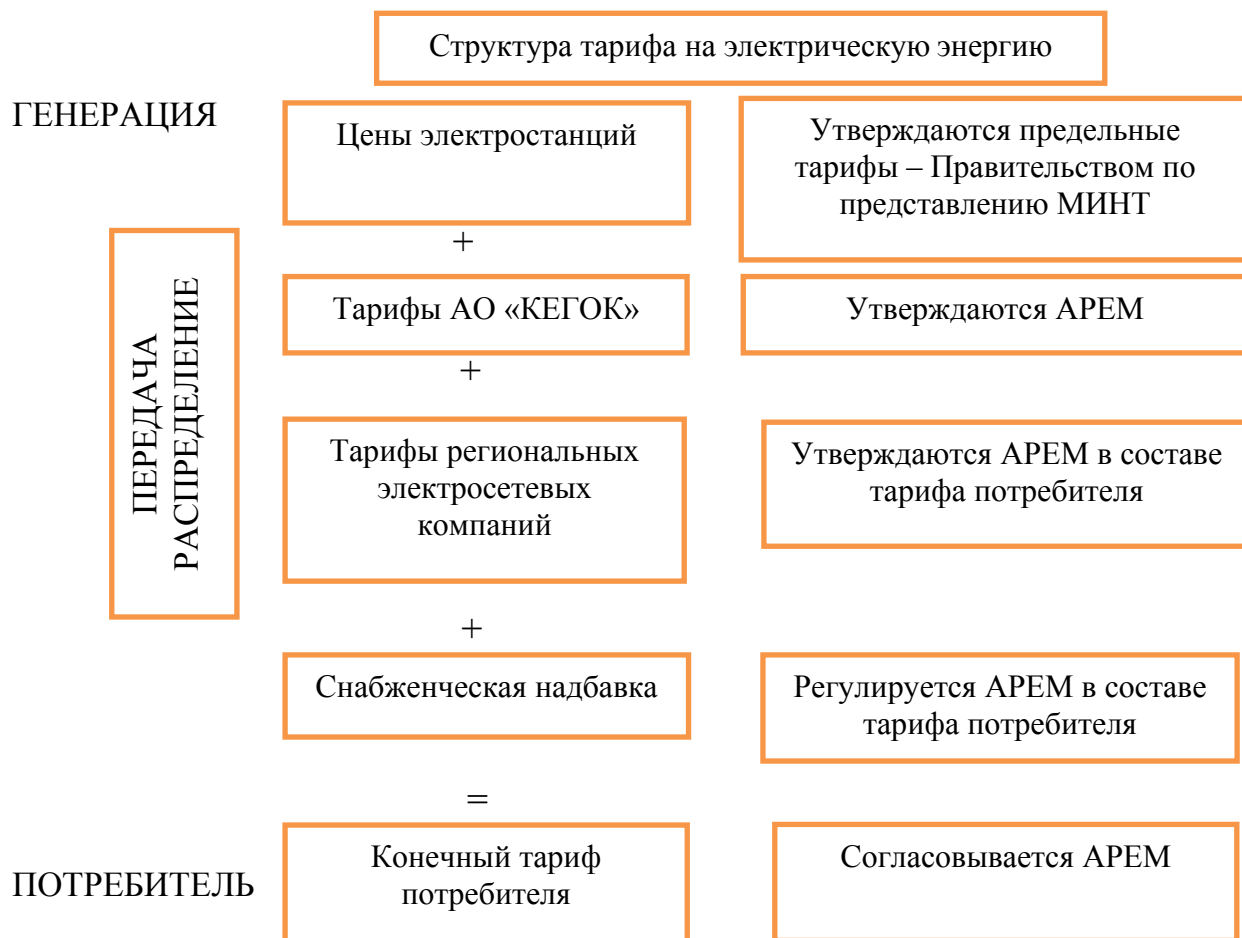 Структура тарифа на электрическую энергию
ГЕНЕРАЦИЯ
Цены электростанций
Утверждаются предельные
тарифы – Правительством по
представлению МИНТ
+
ПЕРЕДАЧА
РАСПРЕДЕЛЕНИЕ
Тарифы АО «КЕГОК»
Утверждаются АРЕМ
+
Тарифы региональных
электросетевых
компаний
Утверждаются АРЕМ в составе
тарифа потребителя
+
Снабженческая надбавка
Регулируется АРЕМ в составе
тарифа потребителя
=
ПОТРЕБИТЕЛЬ
Конечный тариф
потребителя
Согласовывается АРЕМ